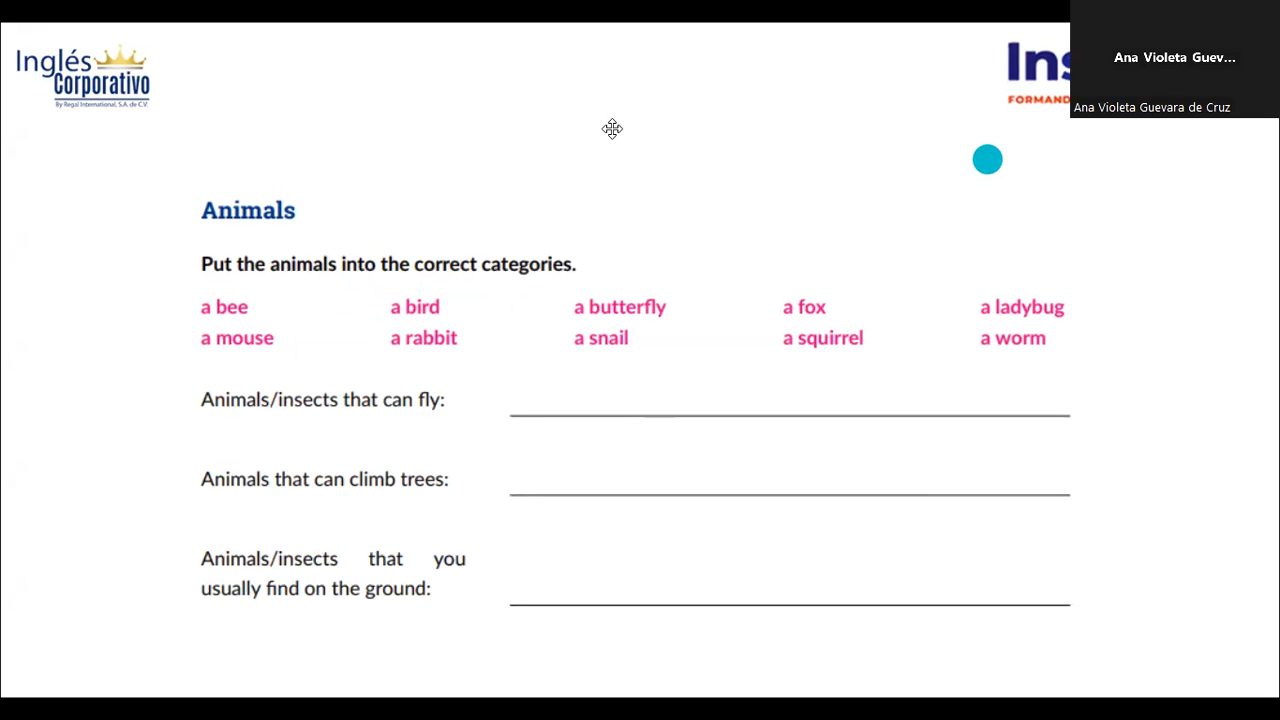 Inglés
Corporativo
By Regal International, S.A. de C.V.
Ins
FORMAND
Ana Violeta Guev...
Ana Violeta Guevara de Cruz
Animals
Put the animals into the correct categories.
a bee a bird a butterfly a fox a ladybug
a mouse a rabbit a snail a squirrel a worm
Animals/insects that can fly:
Animals that can climb trees:
Animals/insects that you
usually find on the ground: